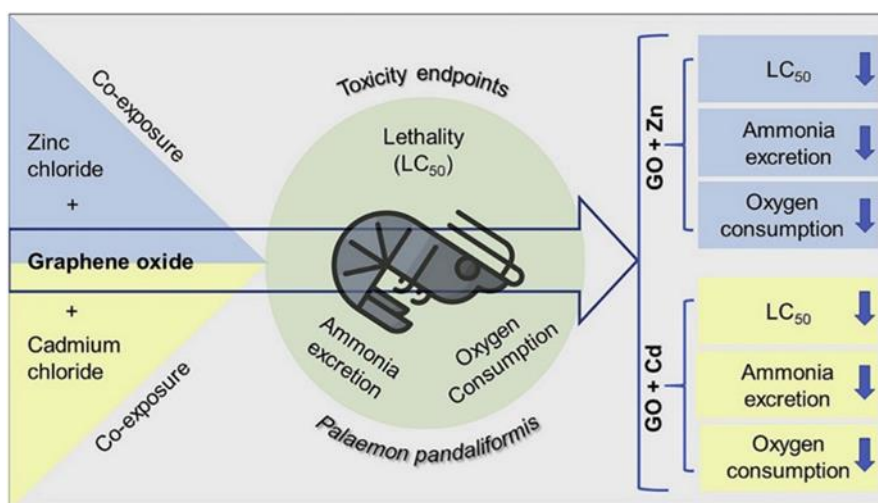 Co-exposure
Zinc
chloride
+
Graphene oxide
+
Cadmium
chloride
Co-exposure
Toxicity endpoints
Lethality
(LC₅₀)
Ammonia
excretion
Oxygen
Consumption
Palaemon pandaliformis
GO + Zn
LC₅₀
Ammonia
excretion
Oxygen
consumption
GO + Cd
LC₅₀
Ammonia
excretion
Oxygen
consumption